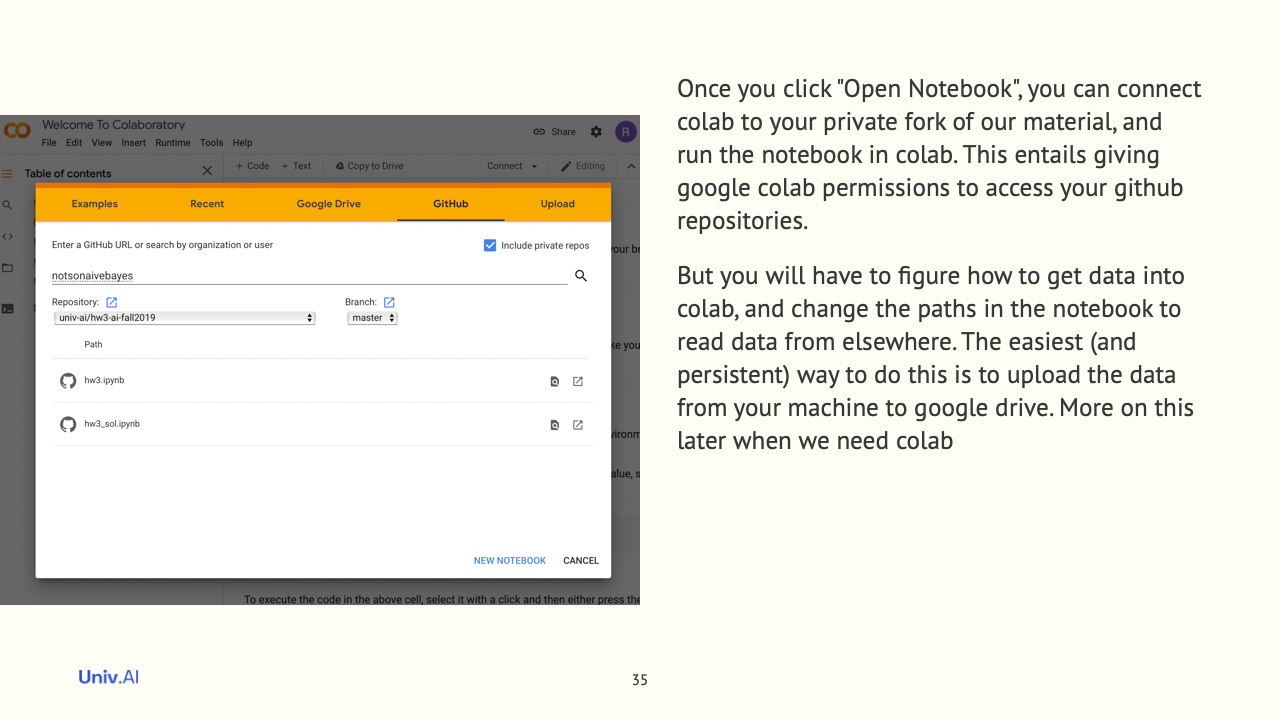 Once you click "Open Notebook", you can connect
colab to your private fork of our material, and
run the notebook in colab. This entails giving
google colab permissions to access your github
repositories.
But you will have to figure how to get data into
colab, and change the paths in the notebook to
read data from elsewhere. The easiest (and
persistent) way to do this is to upload the data
from your machine to google drive. More on this
later when we need colab
Welcome To Colaboratory
File Edit View Insert Runtime Tools Help
Share
R
Table of contents
+ Code + Text
Copy to Drive
Connect
Editing
Examples Recent Google Drive GitHub Upload
Enter a GitHub URL or search by organization or user
Include private repos
notsonaivebayes
Repository:
Branch:
univ-ai/hw3-ai-fall2019
master
Path
hw3.ipynb
hw3_sol.ipynb
NEW NOTEBOOK CANCEL
To execute the code in the above cell, select it with a click and then either press the
Univ.AI
35